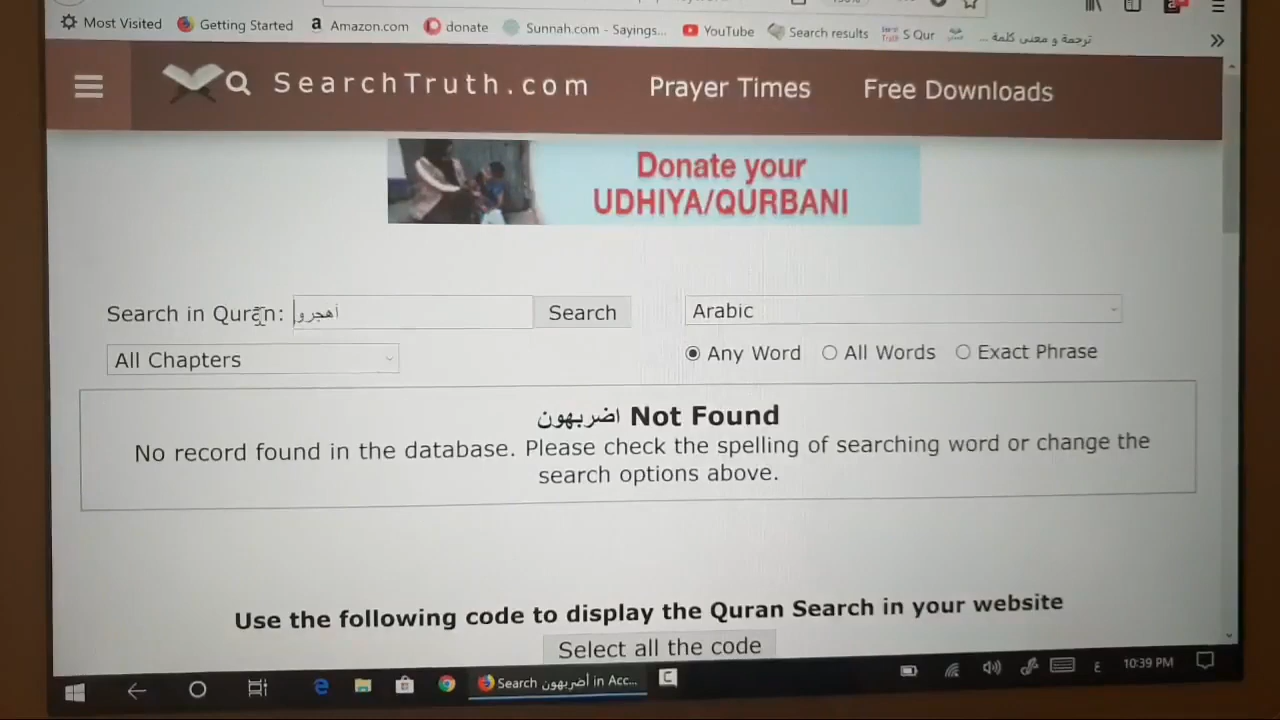 Most Visited Getting Started Amazon.com donate Sunnah.com - Sayings... YouTube Search results S Qur ترجمة و معنى كلمة ...
SearchTruth.com Prayer Times Free Downloads
Donate your
UDHIYA/QURBANI
Search in Qurān: أهجرو Search Arabic
All Chapters Any Word All Words Exact Phrase
اضربهون Not Found
No record found in the database. Please check the spelling of searching word or change the
search options above.
Use the following code to display the Quran Search in your website
Select all the code
Search أضربهون in Acc... ع 10:39 PM